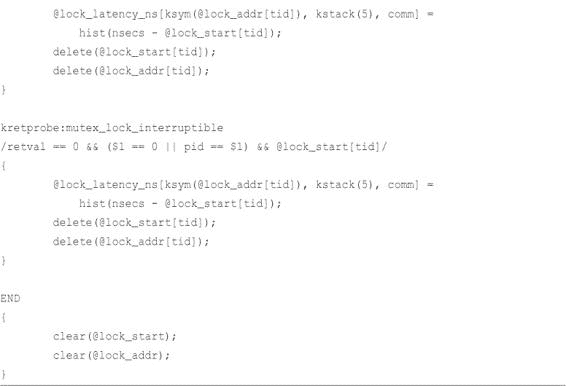 @lock_latency_ns[ksym(@lock_addr[tid]), kstack(5), comm] =
hist(nsecs - @lock_start[tid]);
delete(@lock_start[tid]);
delete(@lock_addr[tid]);
}
kretprobe:mutex_lock_interruptible
/retval == 0 && ($1 == 0 || pid == $1) && @lock_start[tid]/
{
@lock_latency_ns[ksym(@lock_addr[tid]), kstack(5), comm] =
hist(nsecs - @lock_start[tid]);
delete(@lock_start[tid]);
delete(@lock_addr[tid]);
}
END
{
clear(@lock_start);
clear(@lock_addr);
}